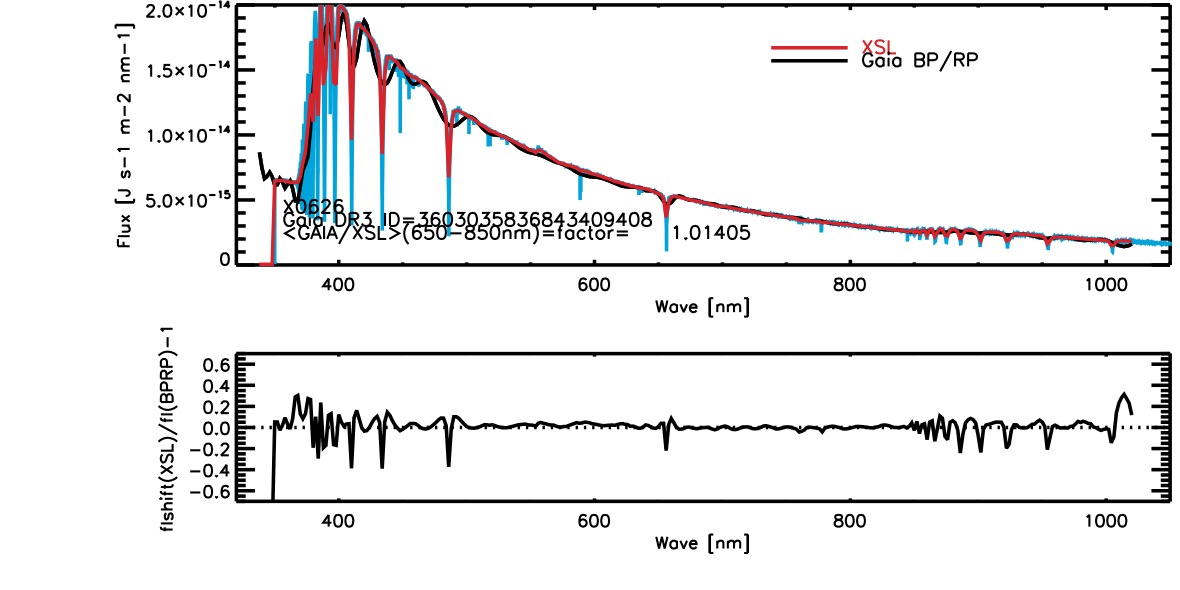 2.0×10−14
1.5×10−14
1.0×10−14
5.0×10−15
0
Flux [J s−1 m−2 nm−1]
XSL
Gaia BP/RP
X0626
Gaia DR3 ID=3603035836843409408
<GAIA/XSL>(650−850nm)=factor= 1.01405
400 600 800 1000
Wave [nm]
0.6
0.4
0.2
0.0
−0.2
−0.4
−0.6
flshift(XSL)/fl(BPRP)−1
400 600 800 1000
Wave [nm]